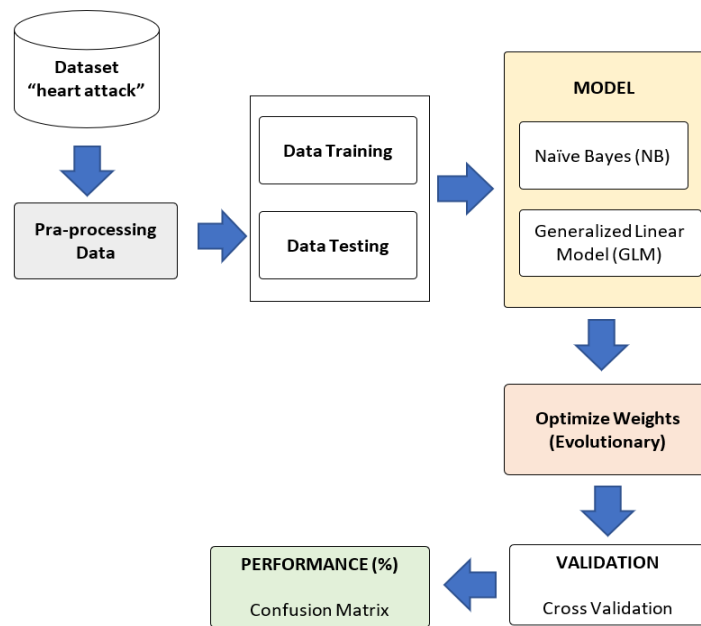 Dataset
“heart attack”
Pra-processing
Data
Data Training
Data Testing
MODEL
Naïve Bayes (NB)
Generalized Linear
Model (GLM)
Optimize Weights
(Evolutionary)
VALIDATION
Cross Validation
PERFORMANCE (%)
Confusion Matrix